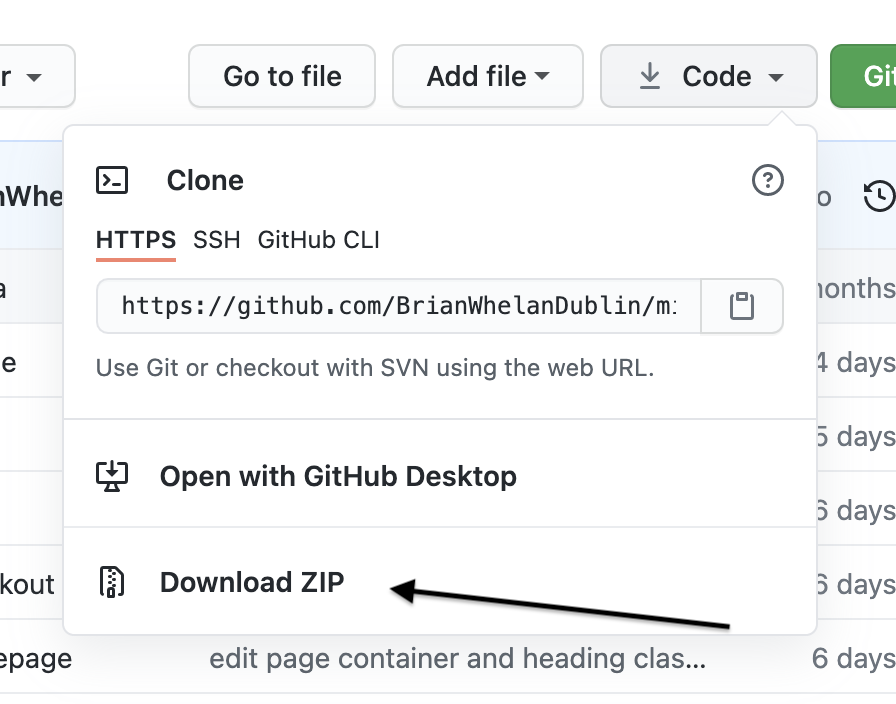 r
Go to file
Add file
Code
Git
Clone
nWhe
o
HTTPS SSH GitHub CLI
a
months
https://github.com/BrianWhelanDublin/mi
e
Use Git or checkout with SVN using the web URL.
4 days
5 days
Open with GitHub Desktop
6 days
kout
Download ZIP
6 days
epage
edit page container and heading clas...
6 days